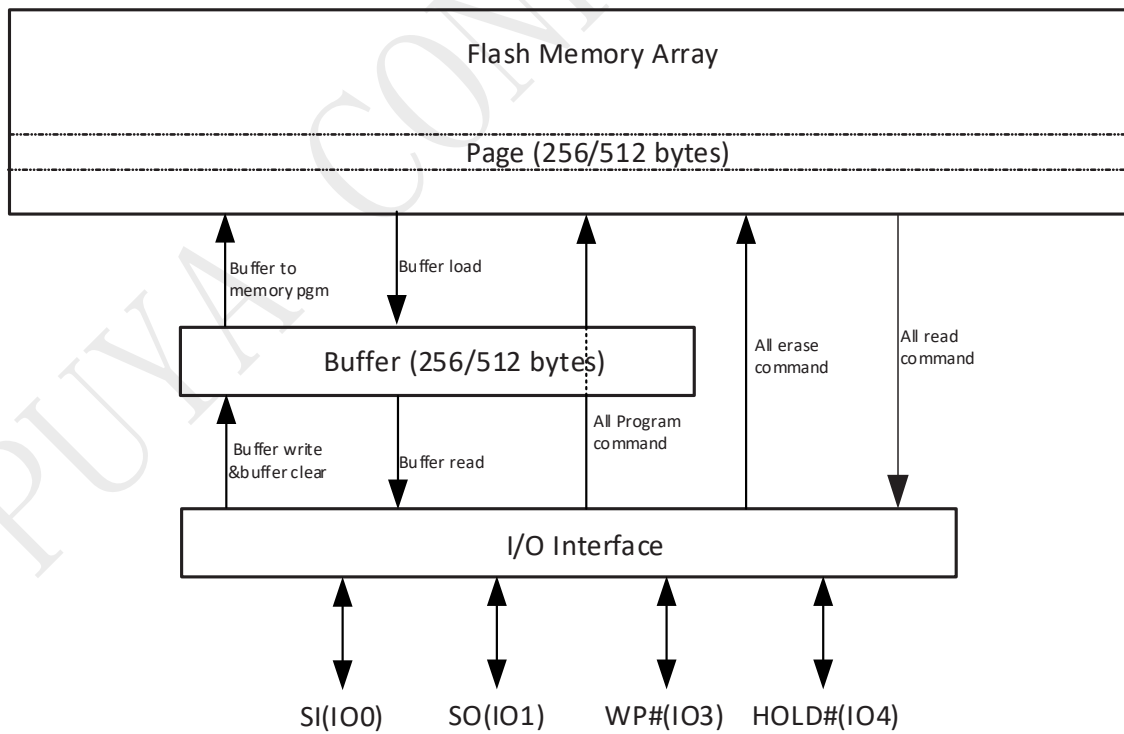 Flash Memory Array
Page (256/512 bytes)
Buffer to
memory pgm
Buffer load
All erase
command
All read
command
Buffer (256/512 bytes)
Buffer write
&buffer clear
Buffer read
All Program
command
I/O Interface
SI(IO0)
SO(IO1)
WP#(IO3)
HOLD#(IO4)
PUYA CON